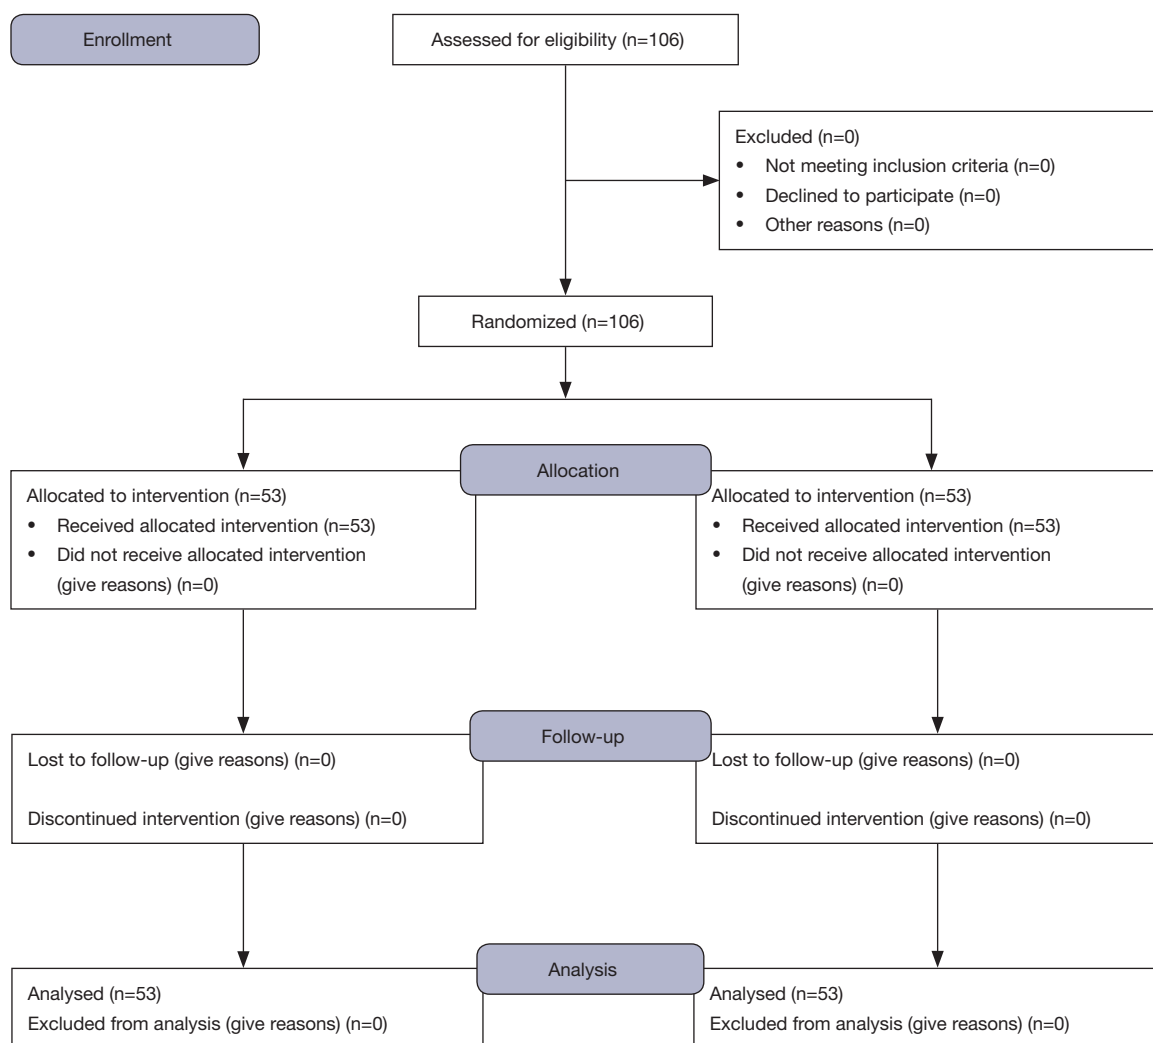 Enrollment
Assessed for eligibility (n=106)
Excluded (n=0)
• Not meeting inclusion criteria (n=0)
• Declined to participate (n=0)
• Other reasons (n=0)
Randomized (n=106)
Allocation
Allocated to intervention (n=53)
• Received allocated intervention (n=53)
• Did not receive allocated intervention
(give reasons) (n=0)
Allocated to intervention (n=53)
• Received allocated intervention (n=53)
• Did not receive allocated intervention
(give reasons) (n=0)
Follow-up
Lost to follow-up (give reasons) (n=0)
Discontinued intervention (give reasons) (n=0)
Lost to follow-up (give reasons) (n=0)
Discontinued intervention (give reasons) (n=0)
Analysis
Analysed (n=53)
Excluded from analysis (give reasons) (n=0)
Analysed (n=53)
Excluded from analysis (give reasons) (n=0)